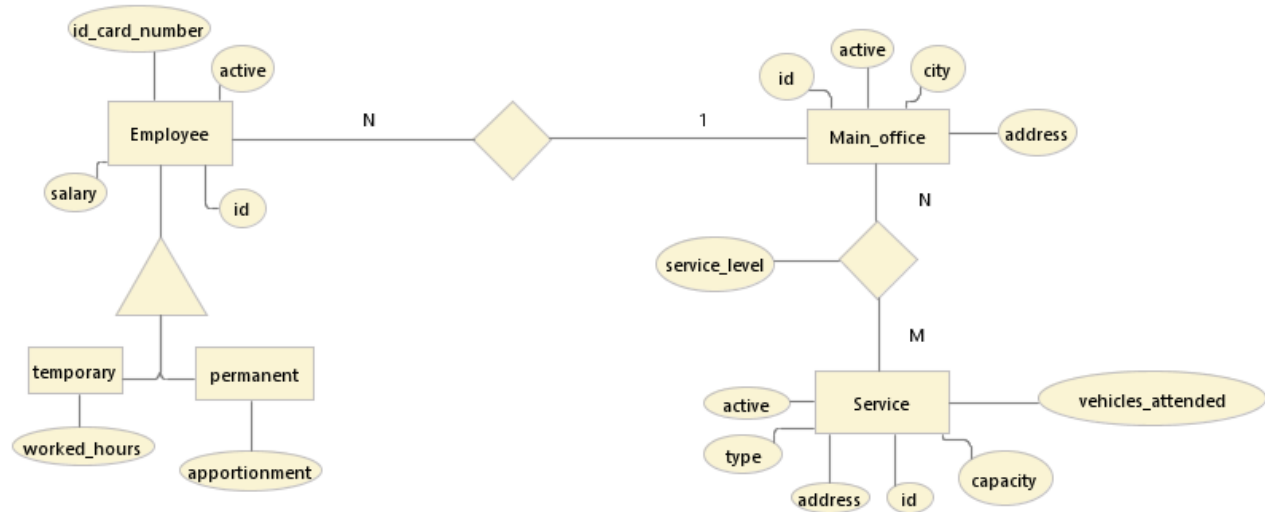 id_card_number
active
Employee
salary
id
N
1
id
active
city
Main_office
address
N
service_level
M
temporary
permanent
worked_hours
apportionment
active
type
Service
vehicles_attended
address
id
capacity